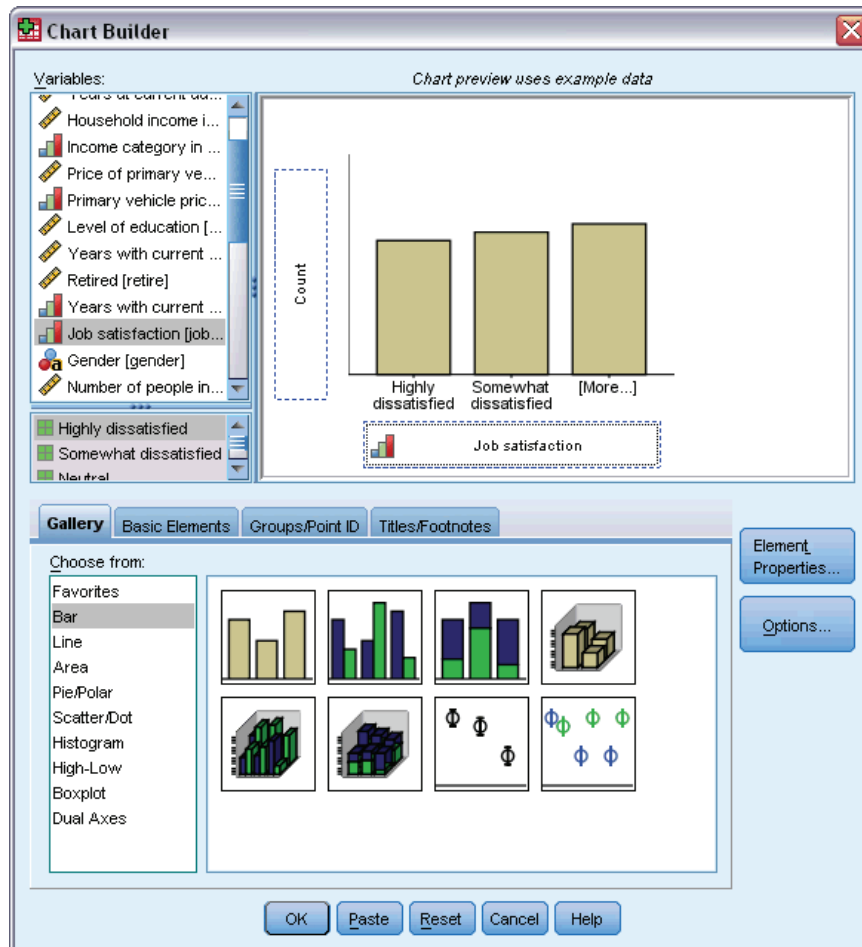 Chart Builder
Variables:
Chart preview uses example data
Household income i...
Income category in ...
Price of primary ve...
Primary vehicle pric...
Level of education [...
Years with current ...
Retired [retire]
Years with current ...
Job satisfaction [job...
Gender [gender]
Number of people in...
Highly dissatisfied
Somewhat dissatisfied
Neutral
Count
Highly dissatisfied
Somewhat dissatisfied
[More...]
Job satisfaction
Gallery
Basic Elements
Groups/Point ID
Titles/Footnotes
Element Properties...
Options...
Choose from:
Favorites
Bar
Line
Area
Pie/Polar
Scatter/Dot
Histogram
High-Low
Boxplot
Dual Axes
OK
Paste
Reset
Cancel
Help